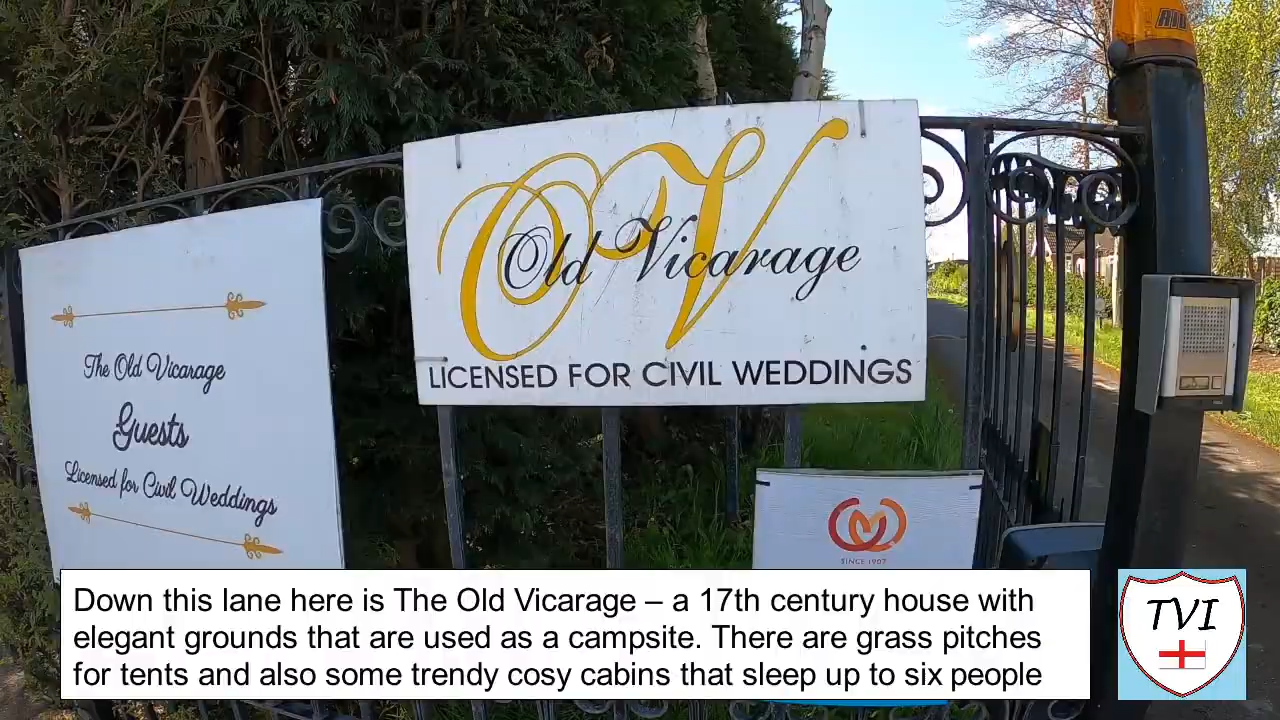 Old Vicarage
LICENSED FOR CIVIL WEDDINGS
The Old Vicarage
Guests
Licensed for Civil Weddings
SINCE 1907
Down this lane here is The Old Vicarage – a 17th century house with
elegant grounds that are used as a campsite. There are grass pitches
for tents and also some trendy cosy cabins that sleep up to six people
TVI